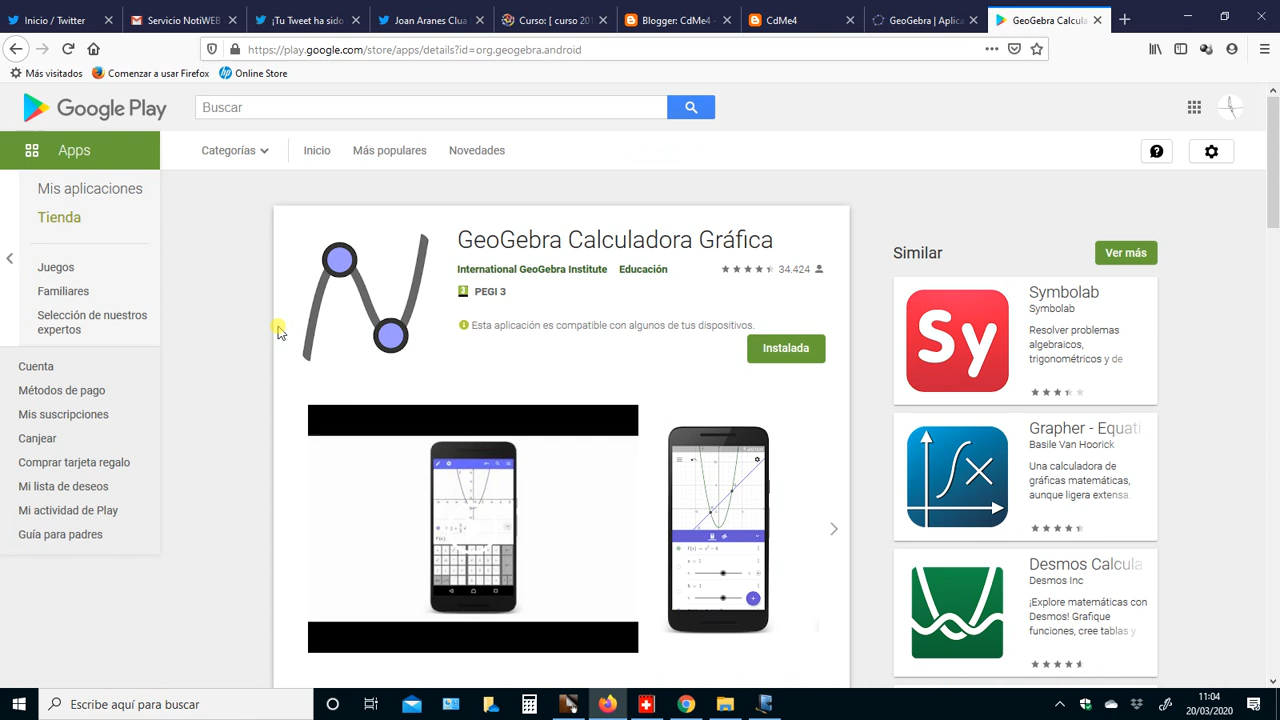 Inicio / Twitter
Servicio NotiWEB
¡Tu Tweet ha sido
Joan Aranes Clua
Curso: [ curso 201
Blogger: CdMe4 -
CdMe4
GeoGebra | Aplica
GeoGebra Calcula
https://play.google.com/store/apps/details?id=org.geogebra.android
Más visitados
Comenzar a usar Firefox
Online Store
Google Play
Buscar
Apps
Categorías
Inicio
Más populares
Novedades
Mis aplicaciones
Tienda
Juegos
Familiares
Selección de nuestros
expertos
Cuenta
Métodos de pago
Mis suscripciones
Canjear
Comprar tarjeta regalo
Mi lista de deseos
Mi actividad de Play
Guía para padres
GeoGebra Calculadora Gráfica
International GeoGebra Institute
Educación
34.424
3
PEGI 3
Esta aplicación es compatible con algunos de tus dispositivos.
Instalada
Similar
Ver más
Sy
Symbolab
Symbolab
Resolver problemas
algebraicos,
trigonométricos y de
Grapher - Equati
Basile Van Hoorick
Una calculadora de
gráficas matemáticas,
aunque ligera extensa.
Desmos Calcula
Desmos Inc
¡Explore matemáticas con
Desmos! Grafique
funciones, cree tablas y
Escribe aquí para buscar
11:04
20/03/2020